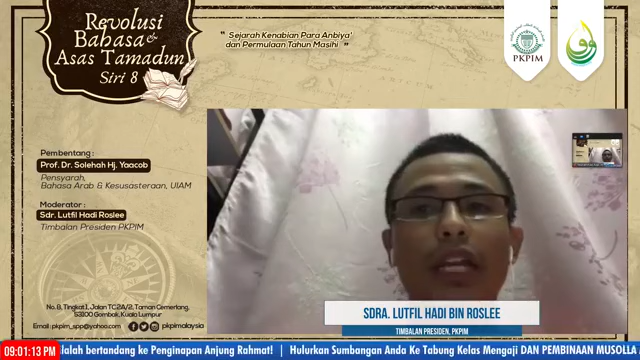 Revolusi
Bahasa &
Asas Tamadun
Siri 8
“ Sejarah Kenabian Para Anbiya'
dan Permulaan Tahun Masihi ”
PKPIM
Pembentang :
Prof. Dr. Solehah Hj. Yaacob
Pensyarah,
Bahasa Arab & Kesusasteraan, UIAM
Moderator :
Sdr. Lutfil Hadi Roslee
Timbalan Presiden PKPIM
No. 8, Tingkat 1, Jalan TC2A/2, Taman Cemerlang,
53100 Gombak, Kuala Lumpur
Email : pkpim_spp@yahoo.com pkpimalaysia
SDRA. LUTFIL HADI BIN ROSLEE
TIMBALAN PRESIDEN, PKPIM
09:01:13 PM lalah bertandang ke Penginapan Anjung Rahmat! | Hulurkan Sumbangan Anda Ke Tabung Kelas Mengaji DAN PEMBINAAN MUSOLLA